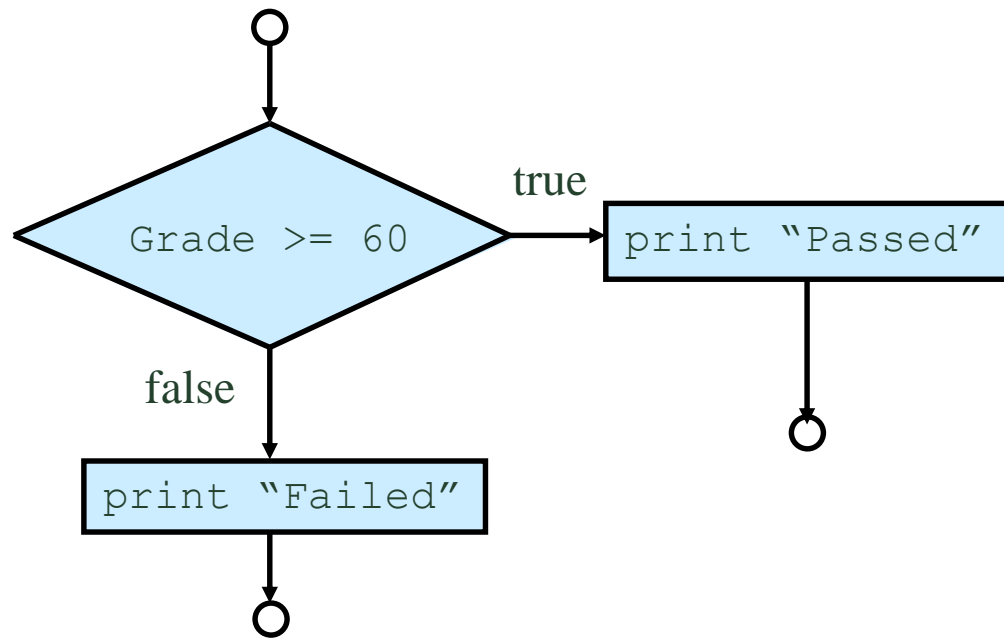 true
Grade >= 60
print “Passed”
false
print “Failed”